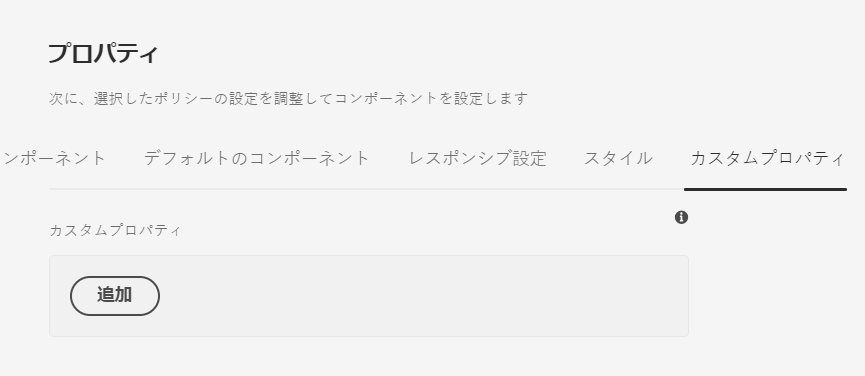 プロパティ
次に、選択したポリシーの設定を調整してコンポーネントを設定します
ンポーネント デフォルトのコンポーネント レスポンシブ設定 スタイル カスタムプロパティ
カスタムプロパティ
追加